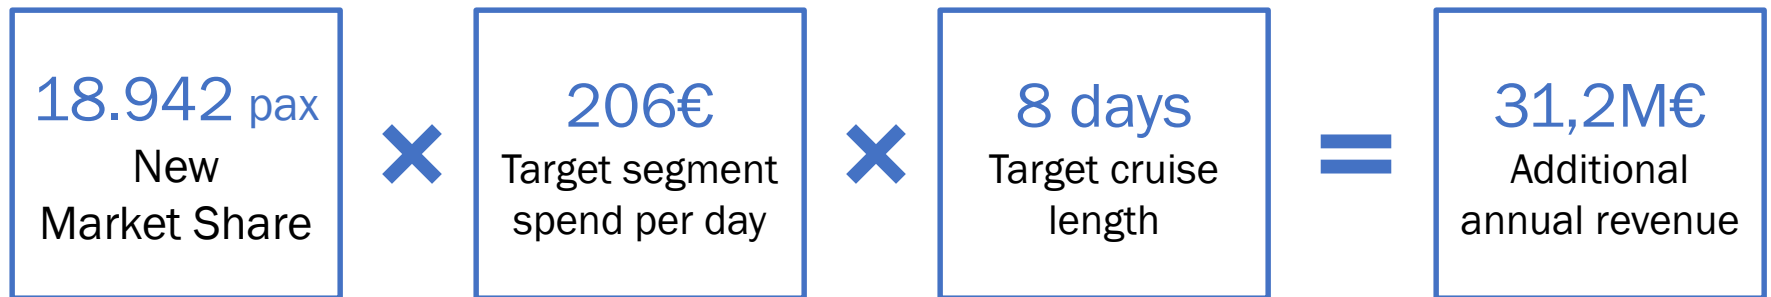 18.942 pax
New
Market Share
×
206€
Target segment
spend per day
×
8 days
Target cruise
length
=
31,2M€
Additional
annual revenue